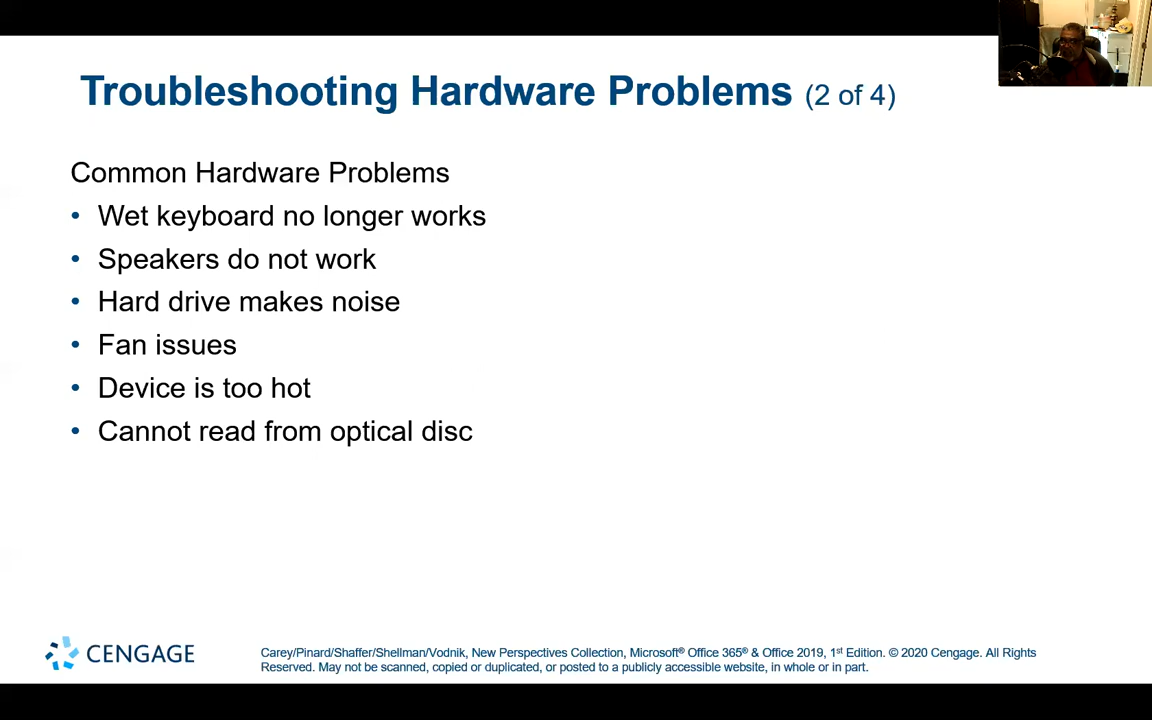 Troubleshooting Hardware Problems (2 of 4)
Common Hardware Problems
• Wet keyboard no longer works
• Speakers do not work
• Hard drive makes noise
• Fan issues
• Device is too hot
• Cannot read from optical disc
CENGAGE
Carey/Pinard/Shaffer/Shellman/Vodnik, New Perspectives Collection, Microsoft® Office 365® & Office 2019, 1st Edition. © 2020 Cengage. All Rights
Reserved. May not be scanned, copied or duplicated, or posted to a publicly accessible website, in whole or in part.